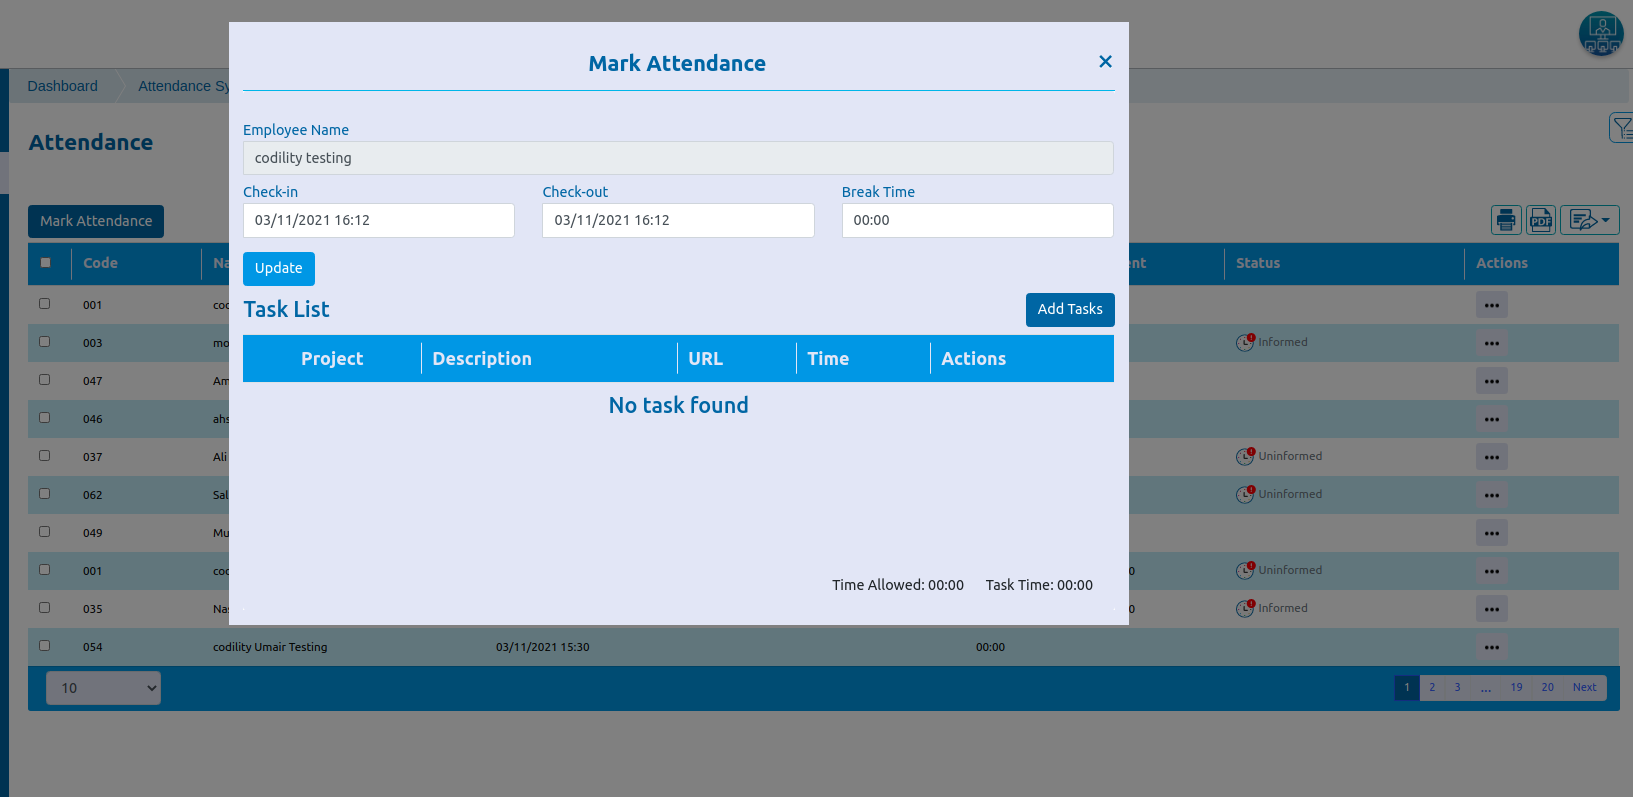 Mark Attendance ×
Dashboard Attendance Sy
Attendance
Employee Name
codility testing
Check-in Check-out Break Time
03/11/2021 16:12 03/11/2021 16:12 00:00
Mark Attendance
PDF
Update
Code Na nt Status Actions
Task List Add Tasks
Project Description URL Time Actions
No task found
001 •••
003 mo Informed •••
047 Am •••
046 ahs •••
037 Ali Uninformed •••
062 Sal Uninformed •••
049 Mu •••
001 0 Uninformed •••
035 Nas 0 Informed •••
Time Allowed: 00:00 Task Time: 00:00
054 codility Umair Testing 03/11/2021 15:30 00:00 •••
10 1 2 3 ... 19 20 Next